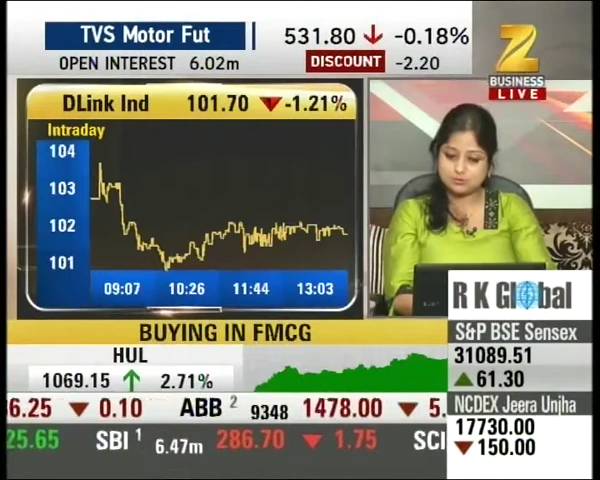 TVS Motor Fut 531.80 -0.18%
OPEN INTEREST 6.02m DISCOUNT -2.20
Z
BUSINESS
LIVE
DLink Ind 101.70 -1.21%
Intraday
104
103
102
101
09:07 10:26 11:44 13:03
R K Global
BUYING IN FMCG
HUL
1069.15 2.71%
S&P BSE Sensex
31089.51
61.30
6.25 0.10 ABB 2 9348 1478.00 5.
NCDEX Jeera Unjha
17730.00
150.00
25.65 SBI 1 6.47m 286.70 1.75 SCI